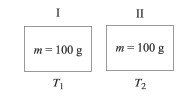 I II
m = 100 g m = 100 g
T₁ T₂